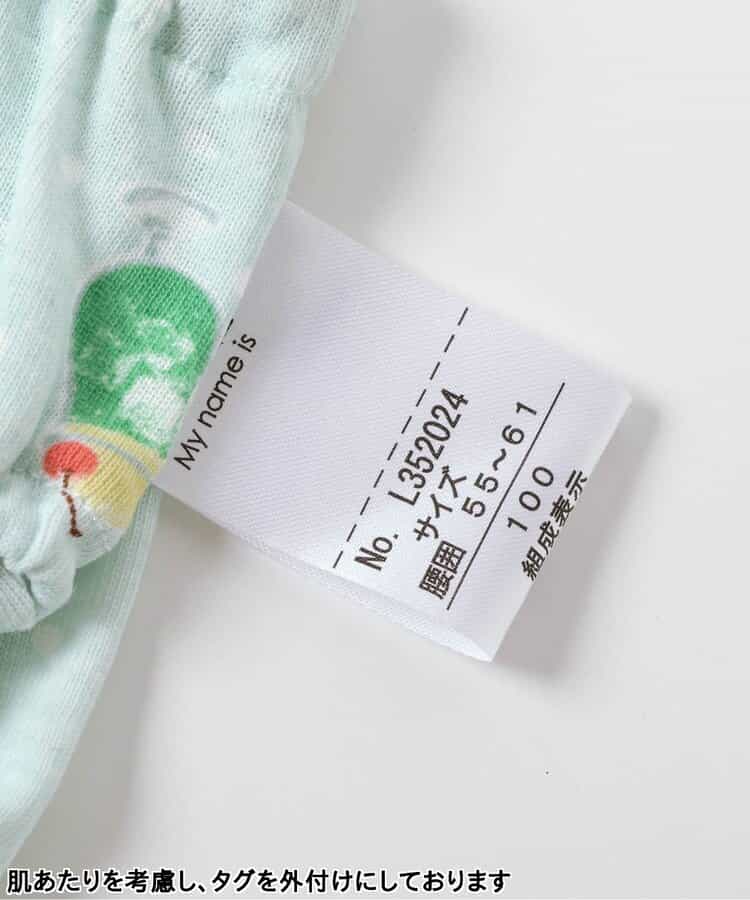 My name is
No. L352024
サイズ
腰囲 55~61
100
組成表示
肌あたりを考慮し、タグを外付けにしております